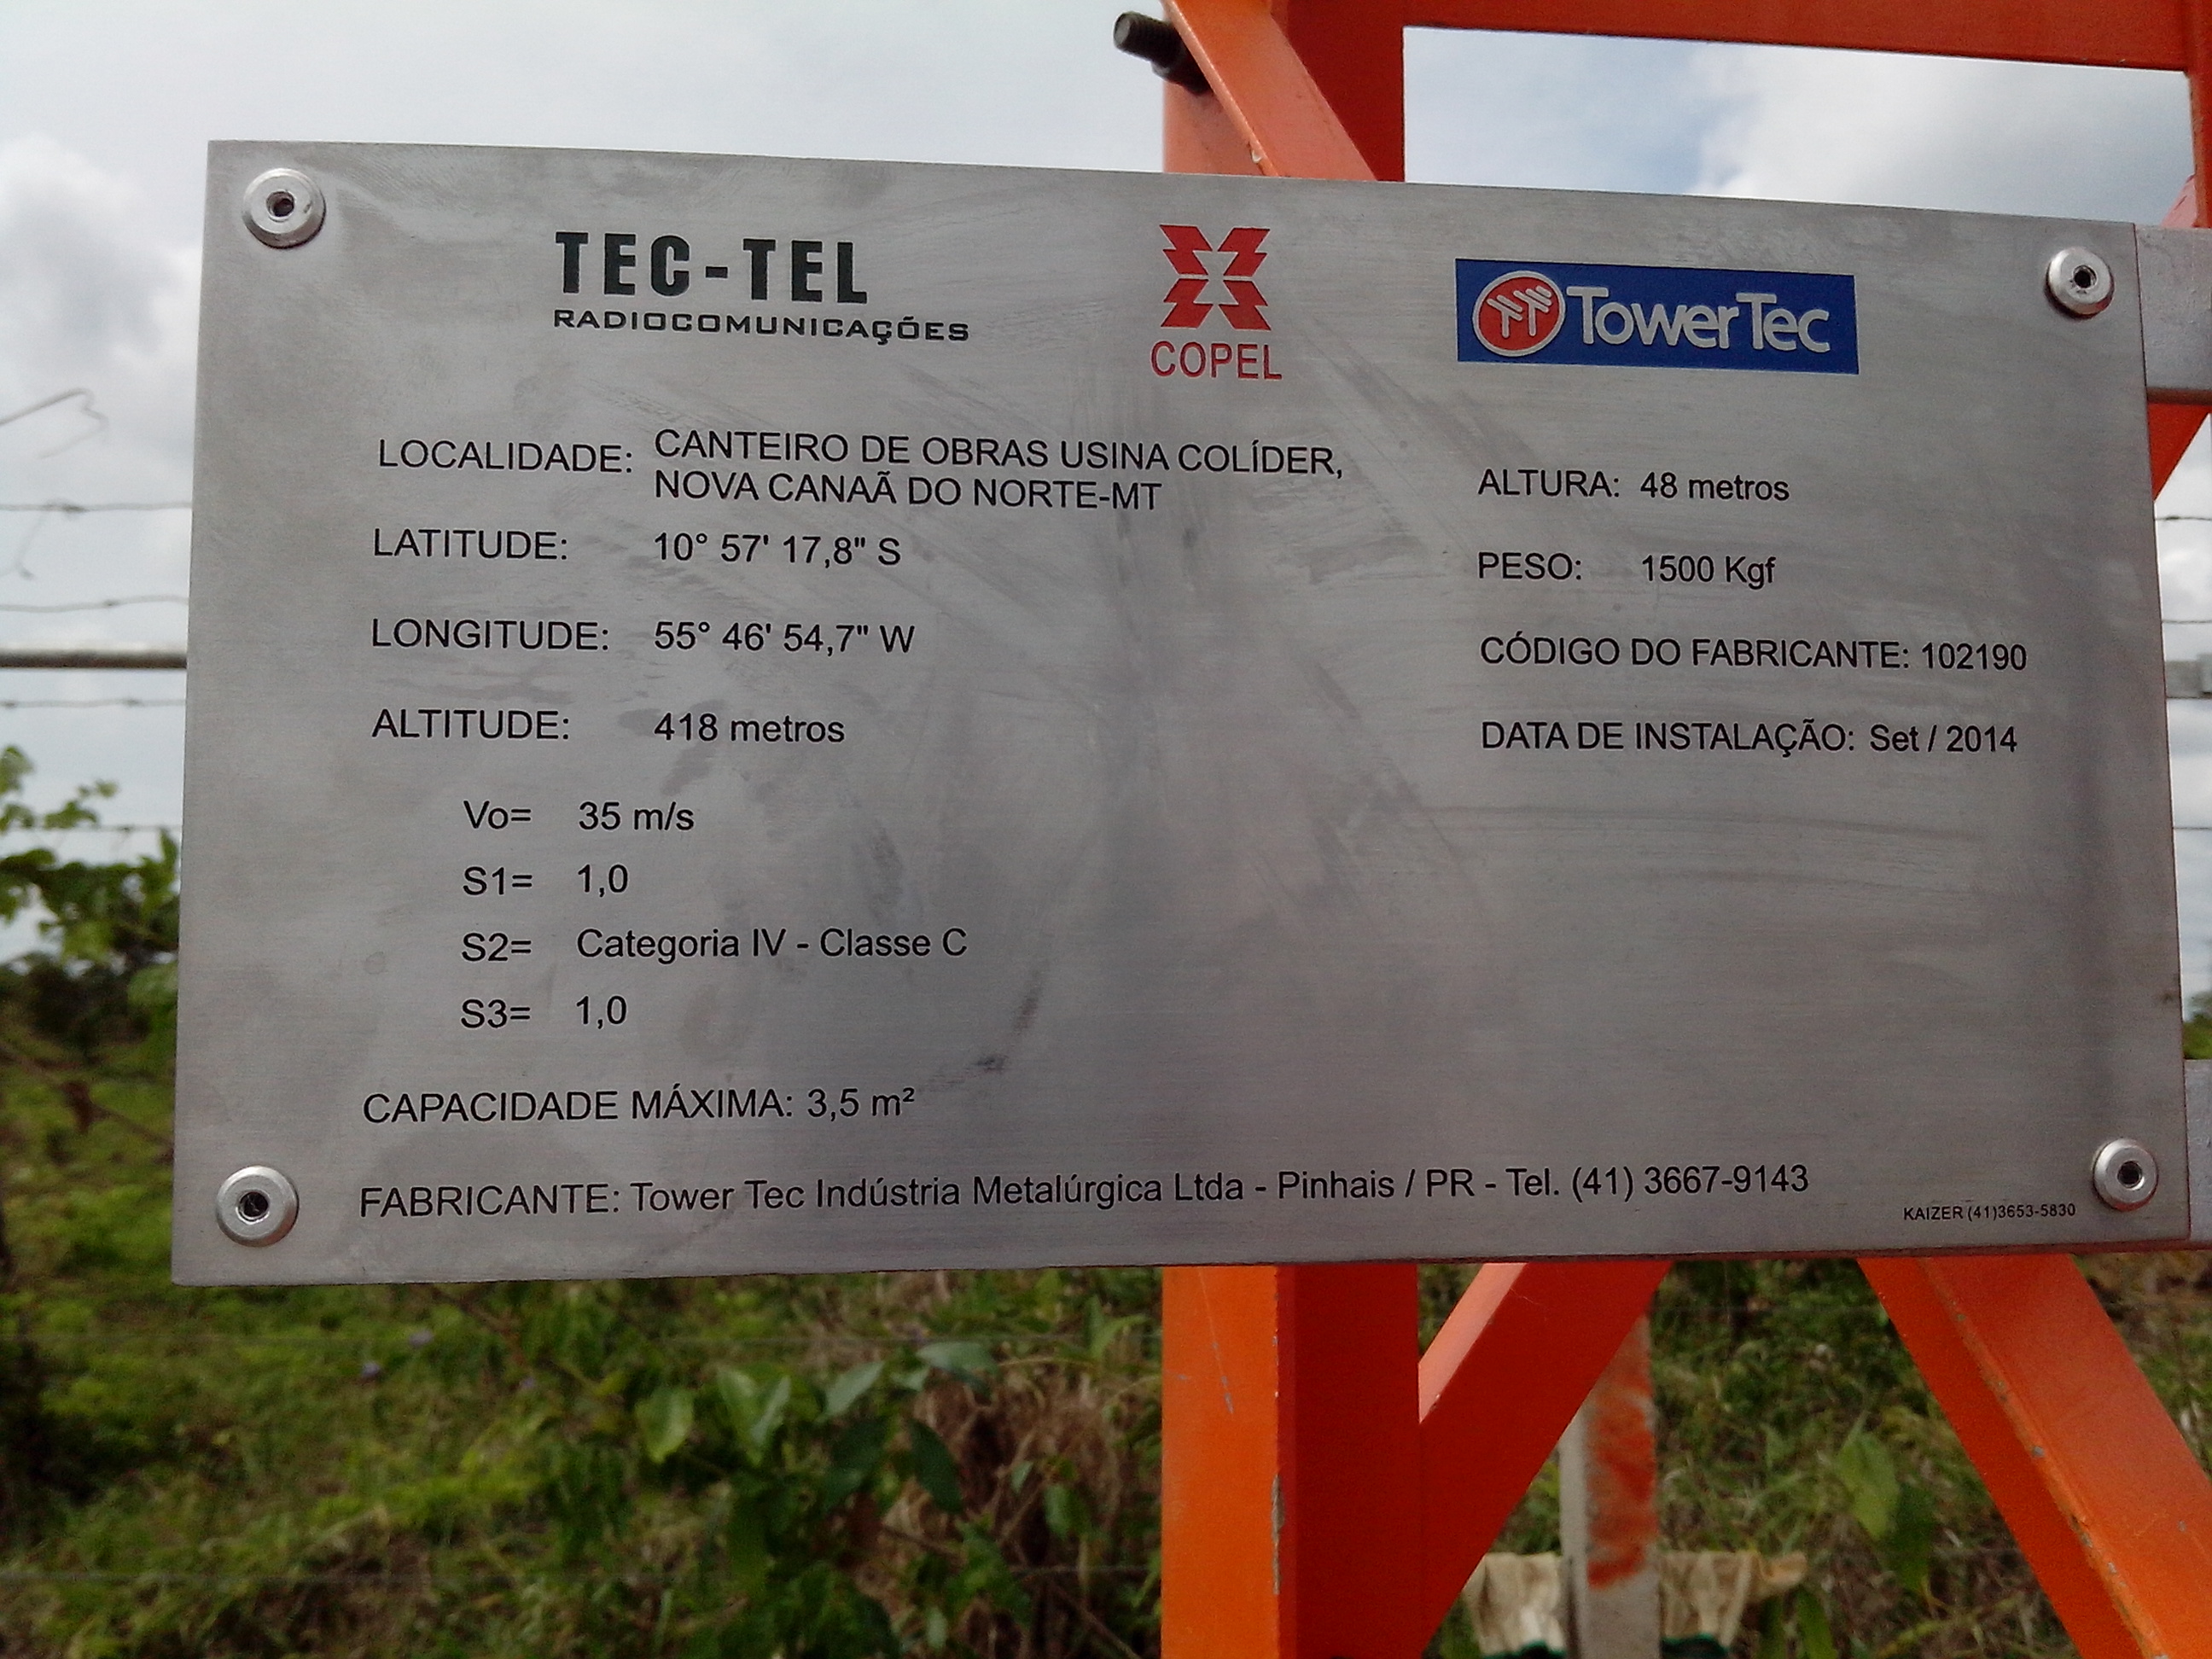 TEC-TEL
RADIOCOMUNICAÇÕES
COPEL
TowerTec
LOCALIDADE: CANTEIRO DE OBRAS USINA COLÍDER,
NOVA CANAÃ DO NORTE-MT
LATITUDE: 10° 57' 17,8" S
LONGITUDE: 55° 46' 54,7" W
ALTITUDE: 418 metros
Vo= 35 m/s
S1= 1,0
S2= Categoria IV - Classe C
S3= 1,0
CAPACIDADE MÁXIMA: 3,5 m²
ALTURA: 48 metros
PESO: 1500 Kgf
CÓDIGO DO FABRICANTE: 102190
DATA DE INSTALAÇÃO: Set / 2014
FABRICANTE: Tower Tec Indústria Metalúrgica Ltda - Pinhais / PR - Tel. (41) 3667-9143
KAIZER (41)3653-5830